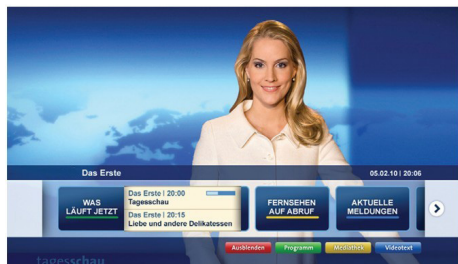 Das Erste
05.02.10 | 20:06
WAS
LÄUFT JETZT
Das Erste | 20:00
Tagesschau
Das Erste | 20:15
Liebe und andere Delikatessen
FERNSEHEN
AUF ABRUF
AKTUELLE
MELDUNGEN
Ausblenden
Programm
Mediathek
Videotext
tagesschau